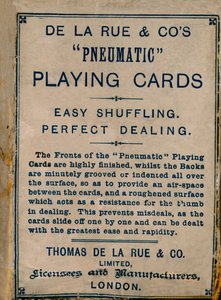 DE LA RUE & CO'S
"PNEUMATIC"
PLAYING CARDS
EASY SHUFFLING.
PERFECT DEALING.
The Fronts of the "Pneumatic" Playing
Cards are highly finished, whilst the Backs
are minutely grooved or indented all over
the surface, so as to provide an air-space
between the cards, and a roughened surface
which acts as a resistance for the thumb
in dealing. This prevents misdeals, as the
cards slide off one by one and can be dealt
with the greatest ease and rapidity.
THOMAS DE LA RUE & CO.
LIMITED,
Licensees and Manufacturers,
LONDON.